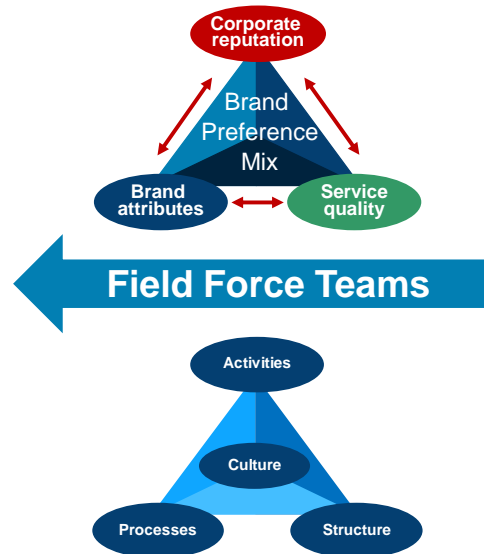 Corporate
reputation
Brand
Preference
Mix
Brand
attributes
Service
quality
Field Force Teams
Activities
Culture
Processes
Structure